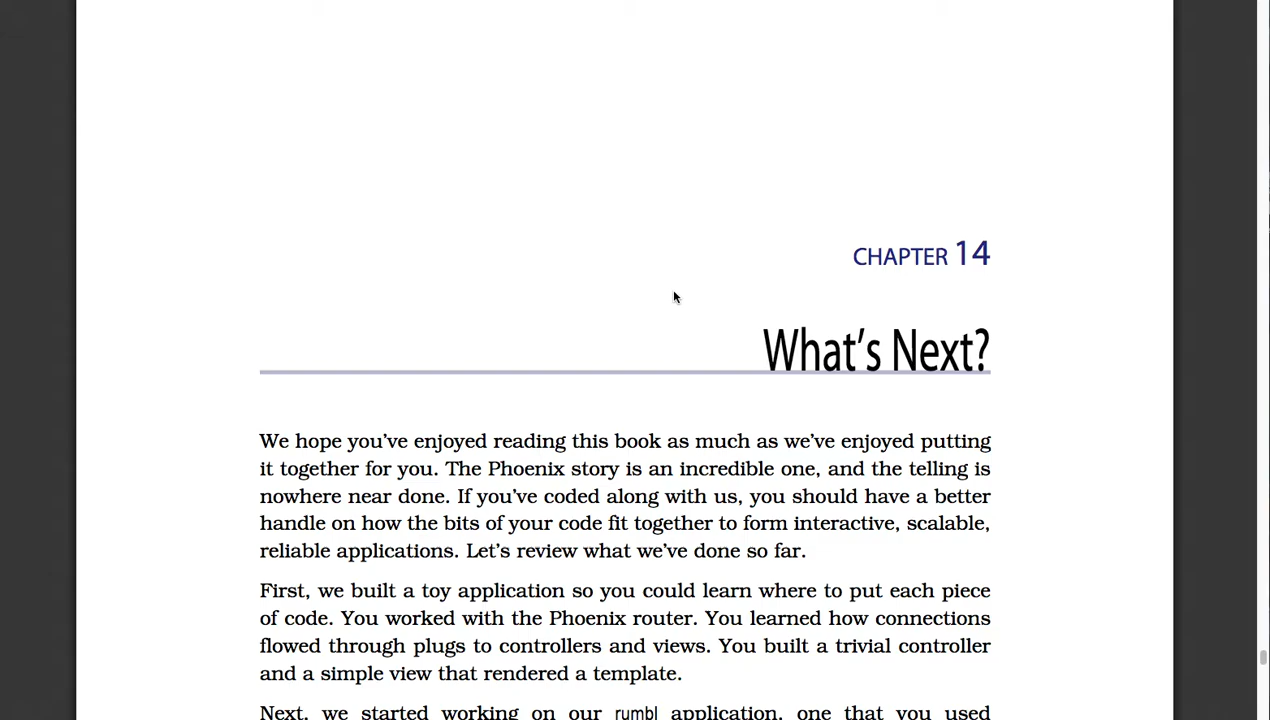 CHAPTER 14
What's Next?
We hope you've enjoyed reading this book as much as we've enjoyed putting
it together for you. The Phoenix story is an incredible one, and the telling is
nowhere near done. If you've coded along with us, you should have a better
handle on how the bits of your code fit together to form interactive, scalable,
reliable applications. Let's review what we've done so far.
First, we built a toy application so you could learn where to put each piece
of code. You worked with the Phoenix router. You learned how connections
flowed through plugs to controllers and views. You built a trivial controller
and a simple view that rendered a template.
Next, we started working on our rumbl application, one that you used